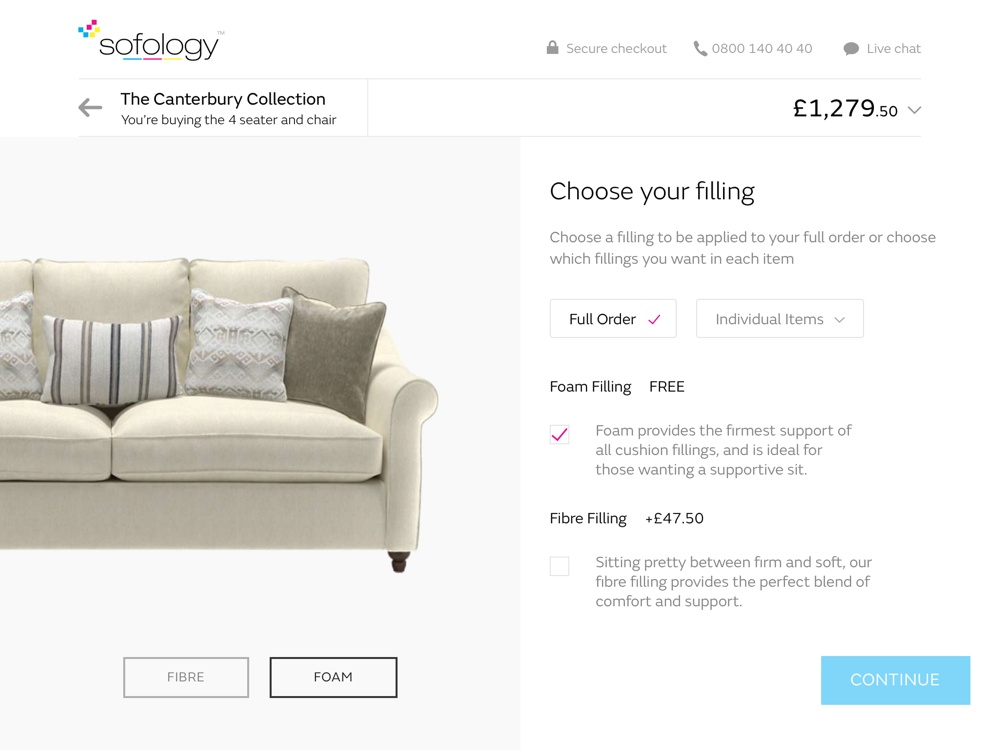 sofology™
Secure checkout
0800 140 40 40
Live chat
The Canterbury Collection
You’re buying the 4 seater and chair
£1,279.50
Choose your filling
Choose a filling to be applied to your full order or choose
which fillings you want in each item
Full Order
Individual Items
Foam Filling FREE
Foam provides the firmest support of
all cushion fillings, and is ideal for
those wanting a supportive sit.
Fibre Filling +£47.50
Sitting pretty between firm and soft, our
fibre filling provides the perfect blend of
comfort and support.
FIBRE
FOAM
CONTINUE